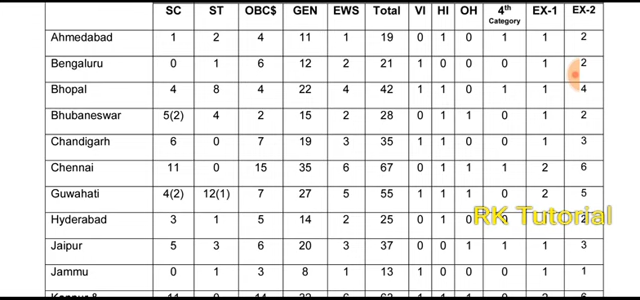 SC ST OBC$ GEN EWS Total VI HI OH 4th Category EX-1 EX-2
Ahmedabad 1 2 4 11 1 19 0 1 0 1 1 2
Bengaluru 0 1 6 12 2 21 1 0 0 0 1 2
Bhopal 4 8 4 22 4 42 1 1 0 1 1 4
Bhubaneswar 5(2) 4 2 15 2 28 0 1 1 0 1 2
Chandigarh 6 0 7 19 3 35 1 1 0 0 1 3
Chennai 11 0 15 35 6 67 0 1 1 1 2 6
Guwahati 4(2) 12(1) 7 27 5 55 1 1 1 0 2 5
Hyderabad 3 1 5 14 2 25 0 1 0 0 2
RK Tutorial
Jaipur 5 3 6 20 3 37 0 0 1 1 1 3
Jammu 0 1 3 8 1 13 1 0 0 0 1 1